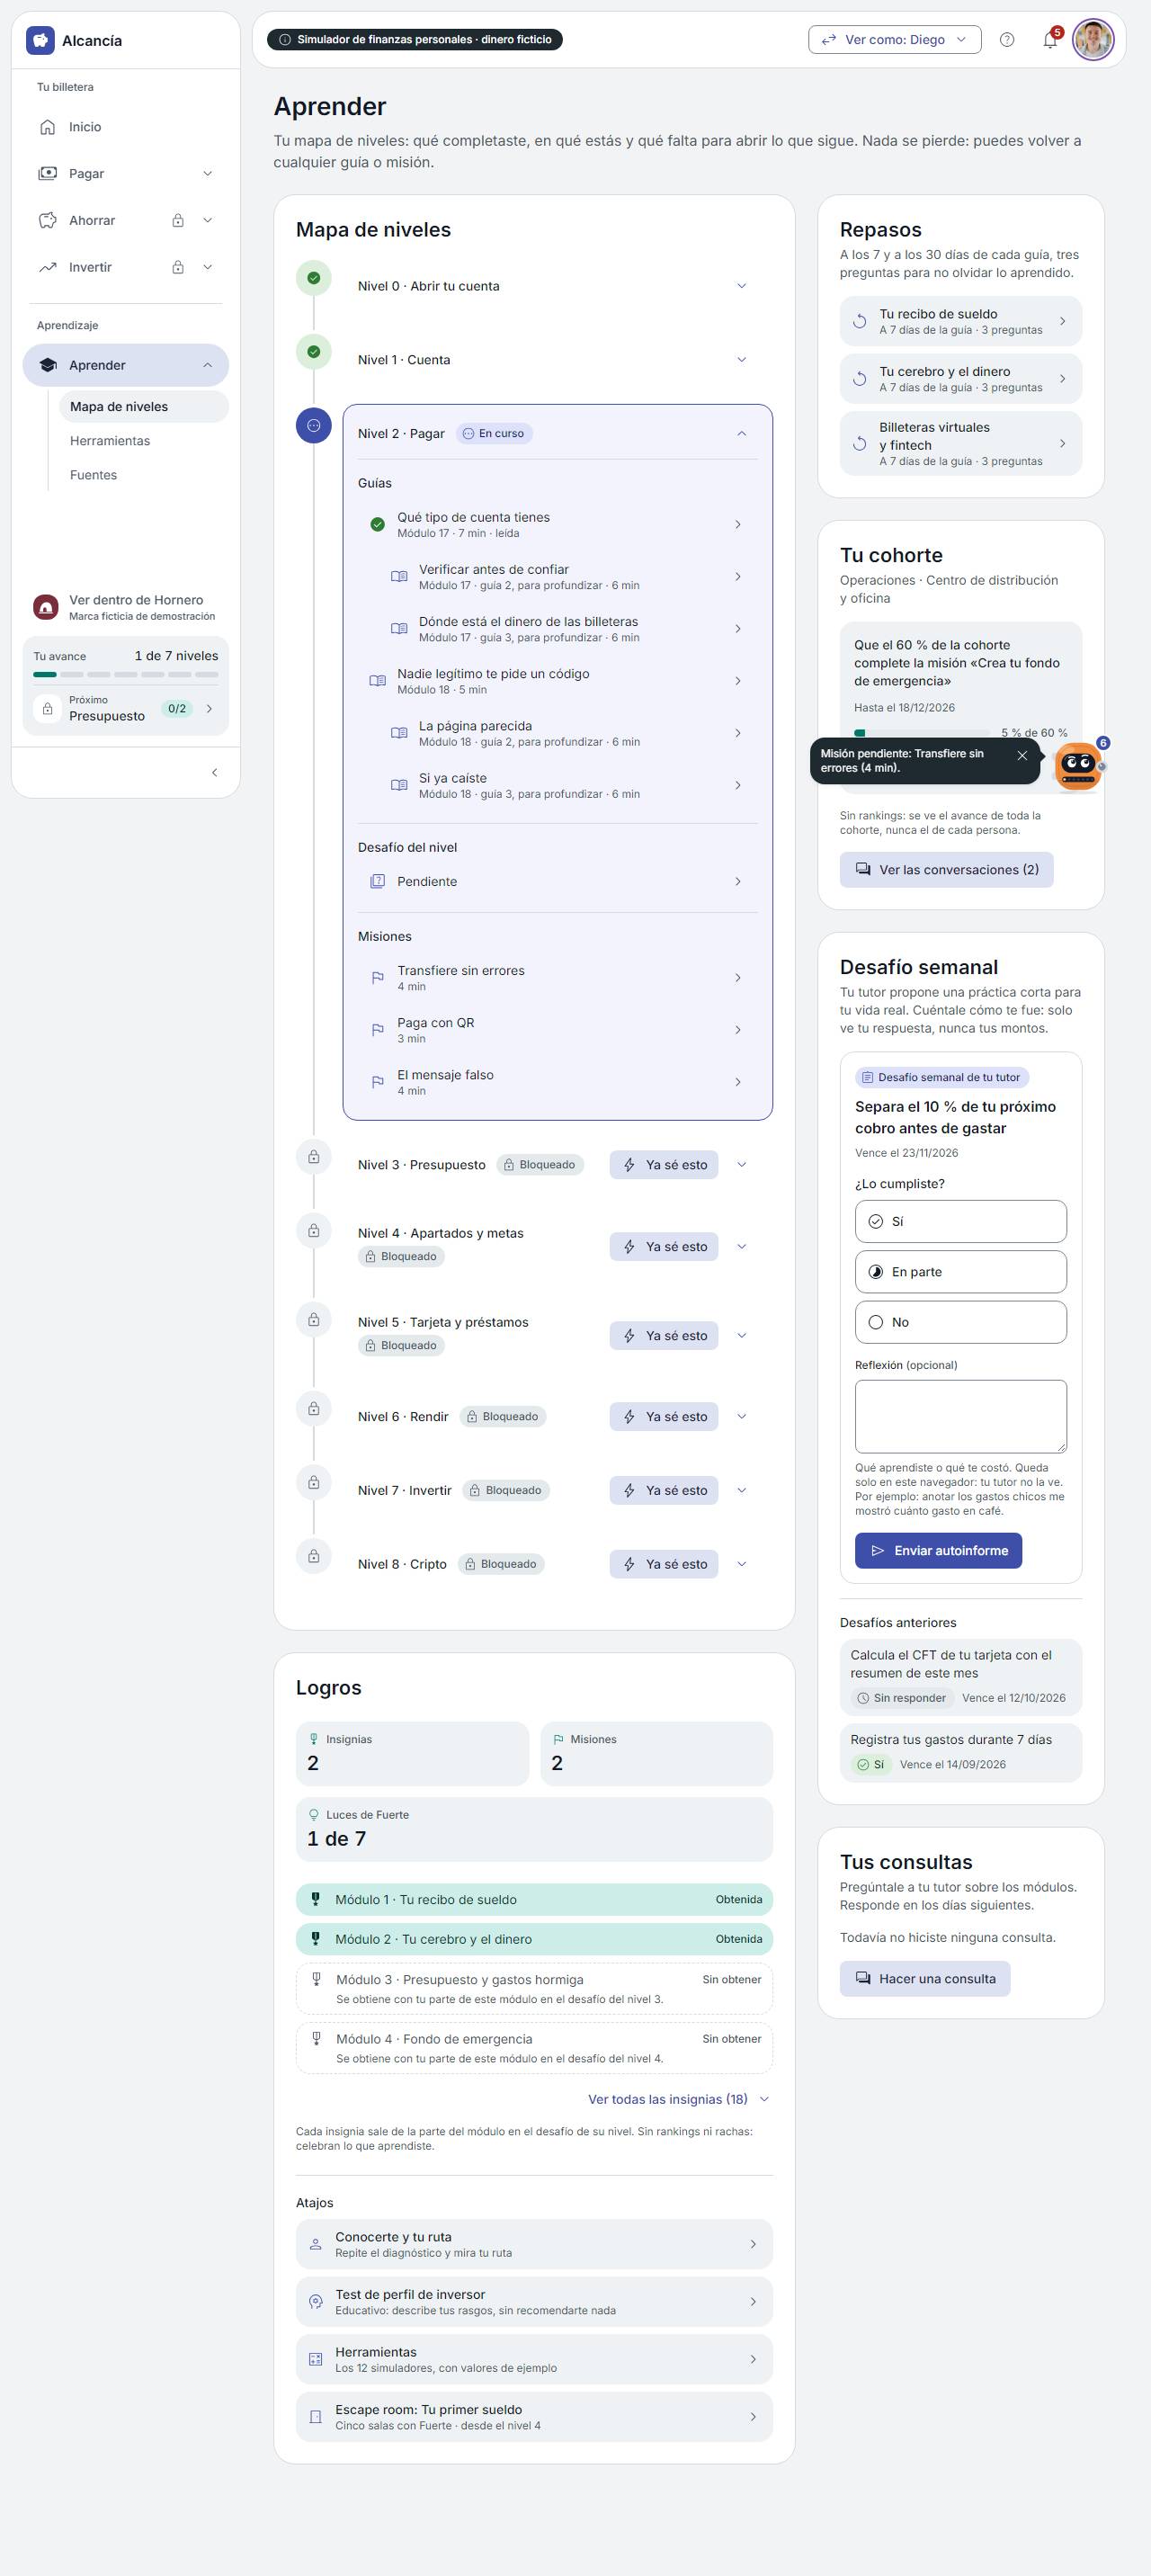 Alcancía
Tu billetera
Inicio
Pagar
Ahorrar
Invertir
Aprendizaje
Aprender
Mapa de niveles
Herramientas
Fuentes
Ver dentro de Hornero
Marca ficticia de demostración
Tu avance
1 de 7 niveles
Próximo
Presupuesto
0/2
Simulador de finanzas personales · dinero ficticio
Ver como: Diego
5
Aprender
Tu mapa de niveles: qué completaste, en qué estás y qué falta para abrir lo que sigue. Nada se pierde: puedes volver a
cualquier guía o misión.
Mapa de niveles
Nivel 0 · Abrir tu cuenta
Nivel 1 · Cuenta
Nivel 2 · Pagar
En curso
Guías
Qué tipo de cuenta tienes
Módulo 17 · 7 min · leída
Verificar antes de confiar
Módulo 17 · guía 2, para profundizar · 6 min
Dónde está el dinero de las billeteras
Módulo 17 · guía 3, para profundizar · 6 min
Nadie legítimo te pide un código
Módulo 18 · 5 min
La página parecida
Módulo 18 · guía 2, para profundizar · 6 min
Si ya caíste
Módulo 18 · guía 3, para profundizar · 6 min
Desafío del nivel
Pendiente
Misiones
Transfiere sin errores
4 min
Paga con QR
3 min
El mensaje falso
4 min
Nivel 3 · Presupuesto
Bloqueado
Ya sé esto
Nivel 4 · Apartados y metas
Bloqueado
Ya sé esto
Nivel 5 · Tarjeta y préstamos
Bloqueado
Ya sé esto
Nivel 6 · Rendir
Bloqueado
Ya sé esto
Nivel 7 · Invertir
Bloqueado
Ya sé esto
Nivel 8 · Cripto
Bloqueado
Ya sé esto
Logros
Insignias
2
Misiones
2
Luces de Fuerte
1 de 7
Módulo 1 · Tu recibo de sueldo
Obtenida
Módulo 2 · Tu cerebro y el dinero
Obtenida
Módulo 3 · Presupuesto y gastos hormiga
Sin obtener
Se obtiene con tu parte de este módulo en el desafío del nivel 3.
Módulo 4 · Fondo de emergencia
Sin obtener
Se obtiene con tu parte de este módulo en el desafío del nivel 4.
Ver todas las insignias (18)
Cada insignia sale de la parte del módulo en el desafío de su nivel. Sin rankings ni rachas:
celebran lo que aprendiste.
Atajos
Conocerte y tu ruta
Repite el diagnóstico y mira tu ruta
Test de perfil de inversor
Educativo: describe tus rasgos, sin recomendarte nada
Herramientas
Los 12 simuladores, con valores de ejemplo
Escape room: Tu primer sueldo
Cinco salas con Fuerte · desde el nivel 4
Repasos
A los 7 y a los 30 días de cada guía, tres
preguntas para no olvidar lo aprendido.
Tu recibo de sueldo
A 7 días de la guía · 3 preguntas
Tu cerebro y el dinero
A 7 días de la guía · 3 preguntas
Billeteras virtuales
y fintech
A 7 días de la guía · 3 preguntas
Tu cohorte
Operaciones · Centro de distribución
y oficina
Que el 60 % de la cohorte
complete la misión «Crea tu fondo
de emergencia»
Hasta el 18/12/2026
5 % de 60 %
Misión pendiente: Transfiere sin
errores (4 min).
6
Sin rankings: se ve el avance de toda la
cohorte, nunca el de cada persona.
Ver las conversaciones (2)
Desafío semanal
Tu tutor propone una práctica corta para
tu vida real. Cuéntale cómo te fue: solo
ve tu respuesta, nunca tus montos.
Desafío semanal de tu tutor
Separa el 10 % de tu próximo
cobro antes de gastar
Vence el 23/11/2026
¿Lo cumpliste?
Sí
En parte
No
Reflexión (opcional)
Qué aprendiste o qué te costó. Queda
solo en este navegador: tu tutor no la ve.
Por ejemplo: anotar los gastos chicos me
mostró cuánto gasto en café.
Enviar autoinforme
Desafíos anteriores
Calcula el CFT de tu tarjeta con el
resumen de este mes
Sin responder
Vence el 12/10/2026
Registra tus gastos durante 7 días
Sí
Vence el 14/09/2026
Tus consultas
Pregúntale a tu tutor sobre los módulos.
Responde en los días siguientes.
Todavía no hiciste ninguna consulta.
Hacer una consulta